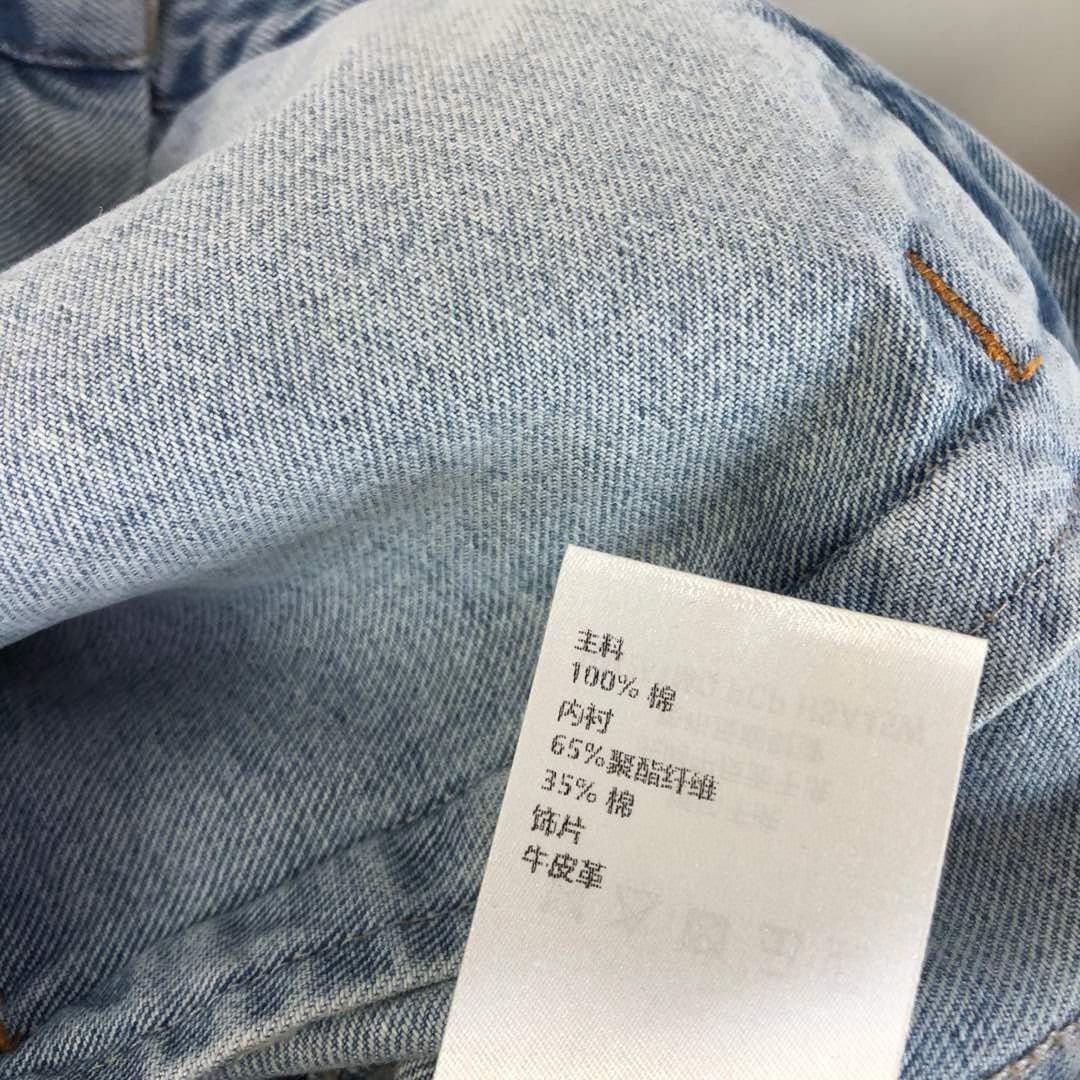 主料
100% 棉
内衬
65%聚酯纤维
35% 棉
饰片
牛皮革